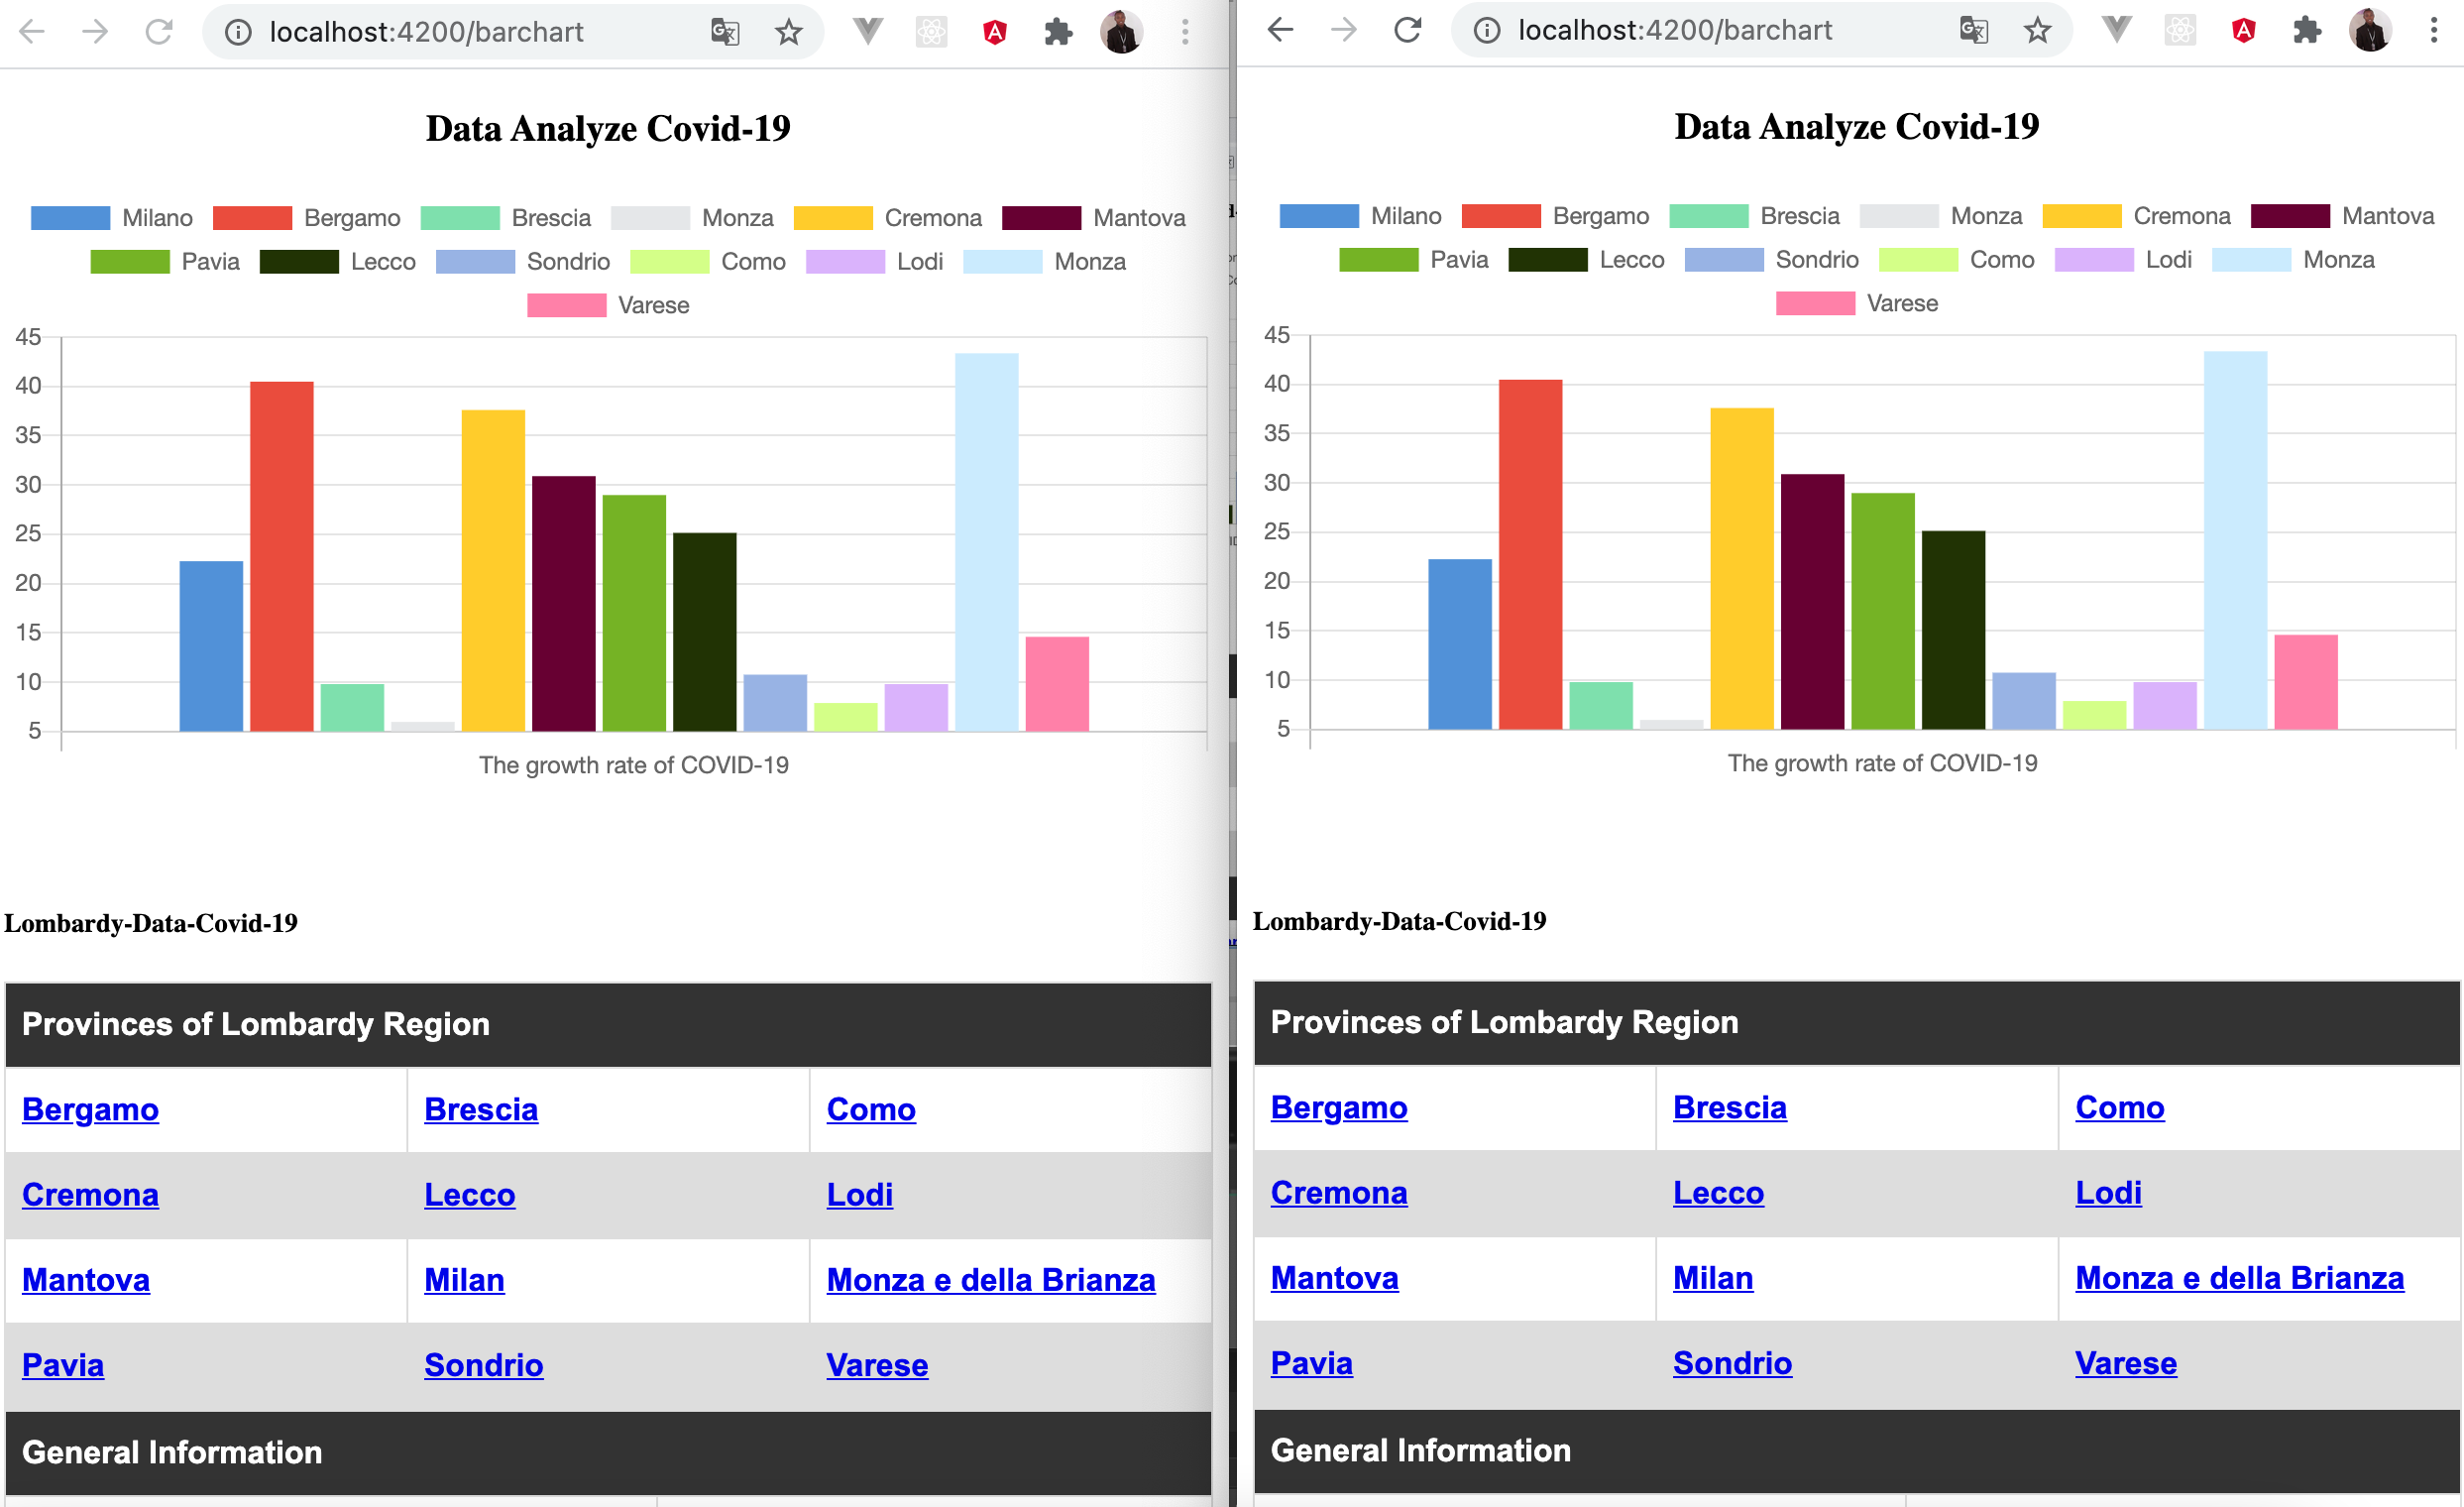 localhost:4200/barchart
Data Analyze Covid-19
Milano Bergamo Brescia Monza Cremona Mantova
Pavia Lecco Sondrio Como Lodi Monza
Varese
45
40
35
30
25
20
15
10
5
The growth rate of COVID-19
Lombardy-Data-Covid-19
Provinces of Lombardy Region
Bergamo Brescia Como
Cremona Lecco Lodi
Mantova Milan Monza e della Brianza
Pavia Sondrio Varese
General Information
localhost:4200/barchart
Data Analyze Covid-19
Milano Bergamo Brescia Monza Cremona Mantova
Pavia Lecco Sondrio Como Lodi Monza
Varese
45
40
35
30
25
20
15
10
5
The growth rate of COVID-19
Lombardy-Data-Covid-19
Provinces of Lombardy Region
Bergamo Brescia Como
Cremona Lecco Lodi
Mantova Milan Monza e della Brianza
Pavia Sondrio Varese
General Information